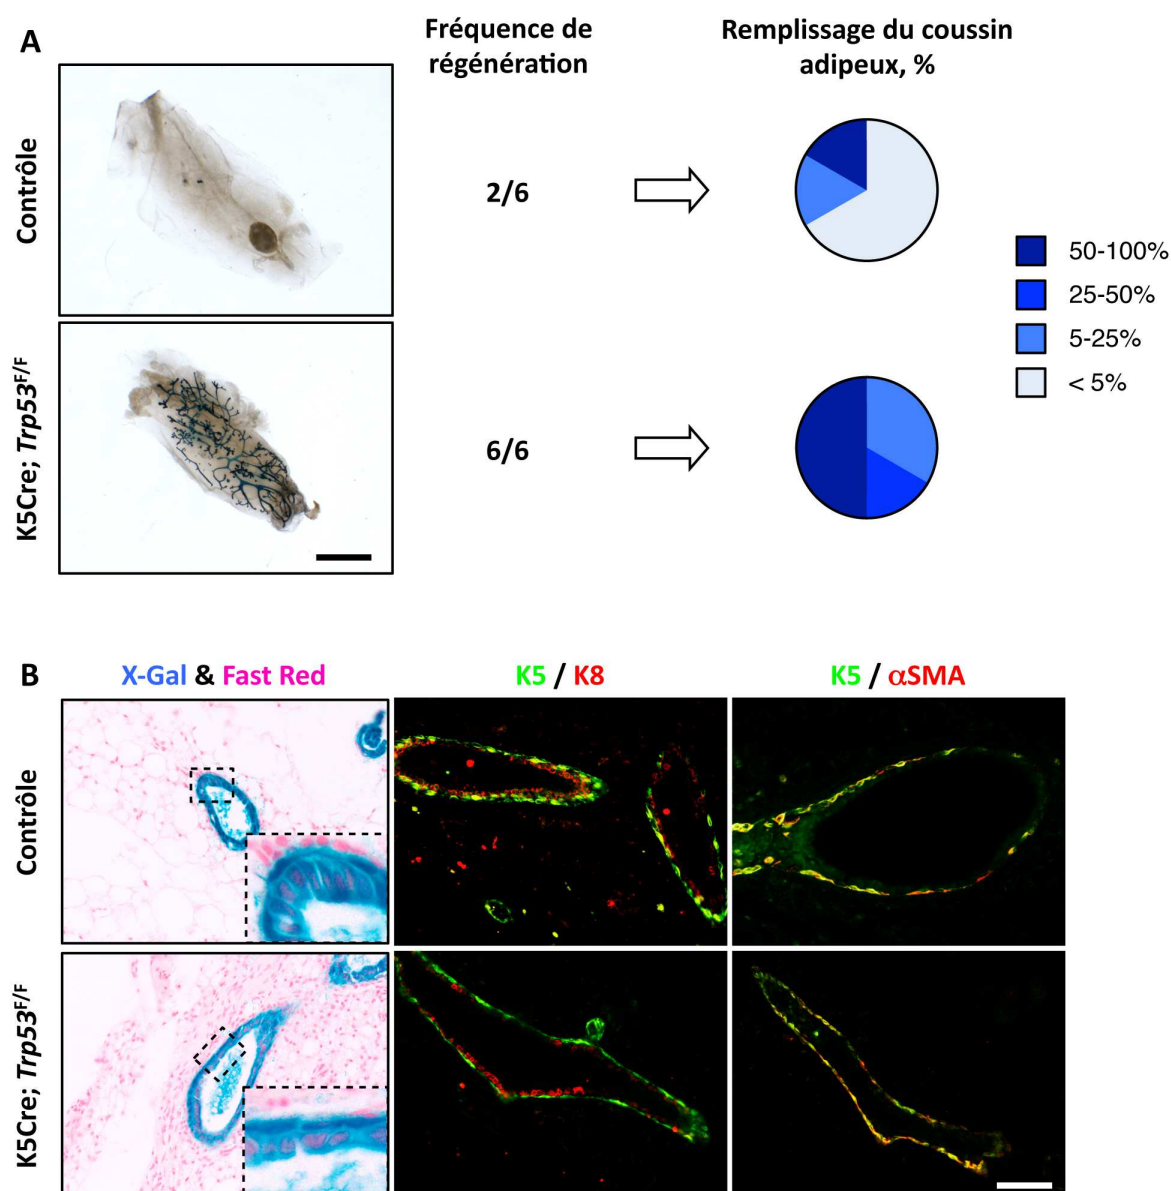 A
Fréquence de
régénération
Remplissage du coussin
adipeux, %
Contrôle
2/6
50-100%
25-50%
5-25%
< 5%
K5Cre; Trp53F/F
6/6
B
X-Gal & Fast Red
K5 / K8
K5 / αSMA
Contrôle
K5Cre; Trp53F/F